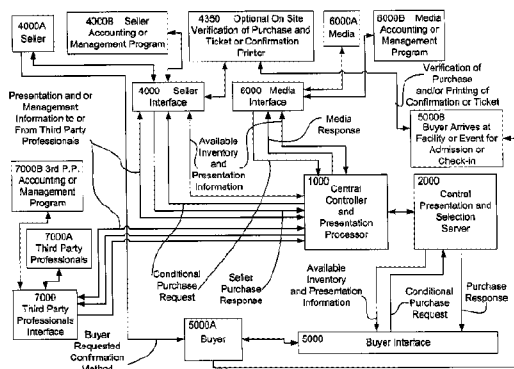 4000A
Seller
4000B Seller
Accounting or
Management Program
4350 Optional On Site
Verification of Purchase
and Ticket or Confirmation
Printer
6000A
Media
6000B Media
Accounting or
Management
Program
Presentation and or
Management
Information to or
From Third Party
Professionals
4000 Seller
Interface
6000 Media
Interface
Media
Response
Verification of
Purchase
and/or Printing of
Confirmation or Ticket
5000B
Buyer Arrives at
Facility or Event for
Admission or
Check-in
Available
Inventory
and
Presentation
Information
7000B 3rd P.P.
Accounting or
Management
Program
7000A
Third Party
Professionals
7000
Third Party
Professionals
Interface
1000
Central
Controller
and
Presentation
Processor
2000
Central
Presentation and
Selection
Server
Conditional
Purchase
Request
Seller
Purchase
Response
Available
Inventory
and Presentation
Information
Conditional
Purchase
Request
Purchase
Response
Buyer
Requested
Confirmation
Method
5000A
Buyer
5000
Buyer Interface